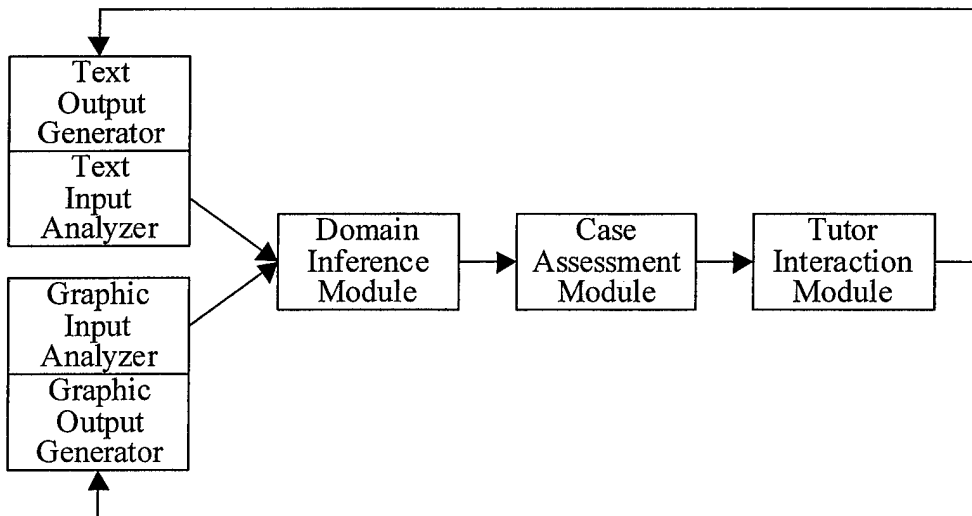 Text
Output
Generator
Text
Input
Analyzer
Graphic
Input
Analyzer
Graphic
Output
Generator
Domain
Inference
Module
Case
Assessment
Module
Tutor
Interaction
Module